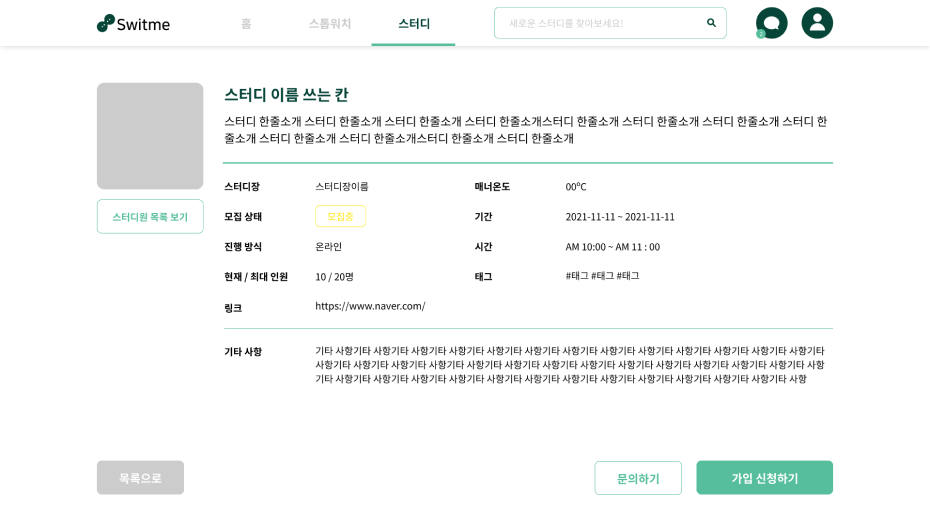 Switme
홈
스톱워치
스터디
새로운 스터디를 찾아보세요!
스터디 이름 쓰는 칸
스터디 한줄소개 스터디 한줄소개 스터디 한줄소개 스터디 한줄소개스터디 한줄소개 스터디 한줄소개 스터디 한줄소개 스터디 한
줄소개 스터디 한줄소개 스터디 한줄소개스터디 한줄소개 스터디 한줄소개
스터디원 목록 보기
스터디장 스터디장이름 매너온도 00°C
모집 상태 모집중 기간 2021-11-11 ~ 2021-11-11
진행 방식 온라인 시간 AM 10:00 ~ AM 11 : 00
현재 / 최대 인원 10 / 20명 태그 #태그 #태그 #태그
링크 https://www.naver.com/
기타 사항 기타 사항기타 사항기타 사항기타 사항기타 사항기타 사항기타 사항기타 사항기타 사항기타 사항기타 사항기타 사항기타 사항기타
사항기타 사항기타 사항기타 사항기타 사항기타 사항기타 사항기타 사항기타 사항기타 사항기타 사항기타 사항기타 사항기타 사항
기타 사항기타 사항기타 사항기타 사항기타 사항기타 사항기타 사항기타 사항기타 사항기타 사항기타 사항기타 사항기타 사항
목록으로
문의하기
가입 신청하기